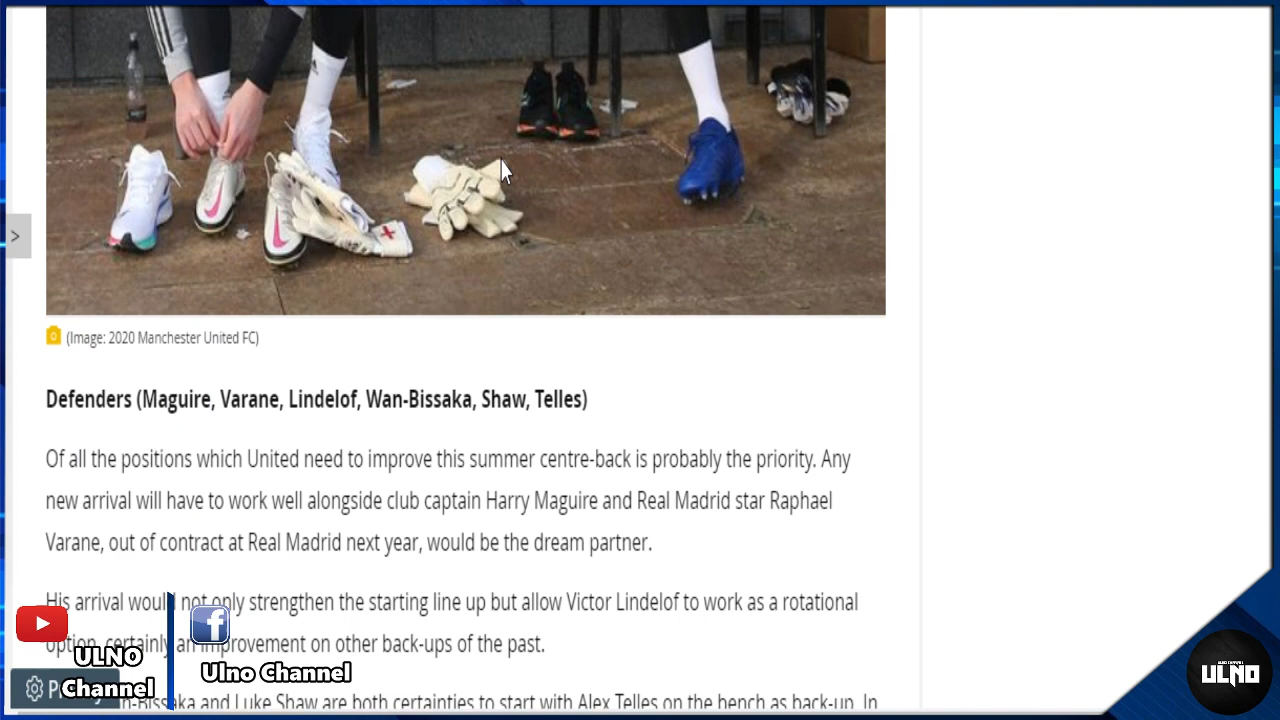 >
(Image: 2020 Manchester United FC)
Defenders (Maguire, Varane, Lindelof, Wan-Bissaka, Shaw, Telles)
Of all the positions which United need to improve this summer centre-back is probably the priority. Any
new arrival will have to work well alongside club captain Harry Maguire and Real Madrid star Raphael
Varane, out of contract at Real Madrid next year, would be the dream partner.
His arrival would not only strengthen the starting line up but allow Victor Lindelof to work as a rotational
option, certainly an improvement on other back-ups of the past.
and Luke Shaw are both certainties to start with Alex Telles on the bench as back-up. In
ULNO
Channel
Ulno Channel
ULNO